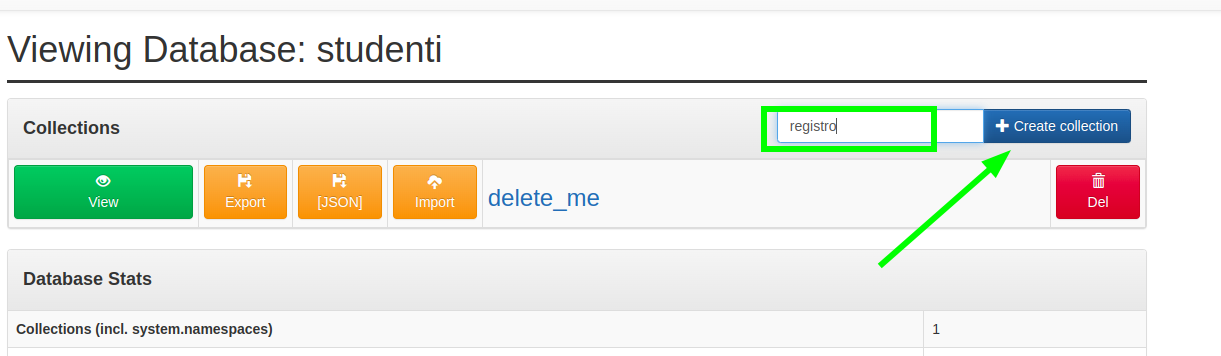 Viewing Database: studenti
Collections
registro
Create collection
View
Export
[JSON]
Import
delete_me
Del
Database Stats
Collections (incl. system.namespaces) 1